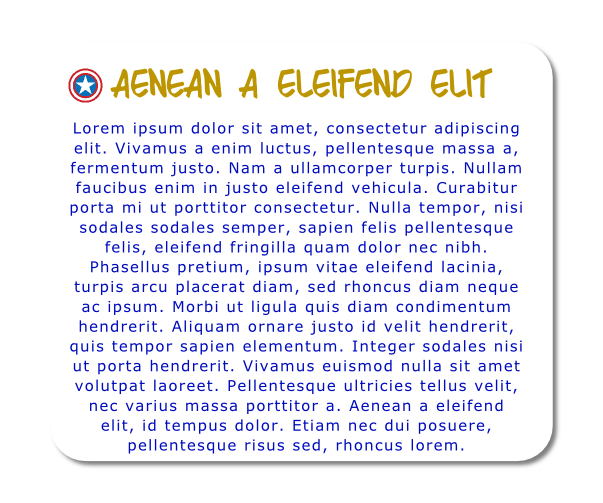 AENEAN A ELEIFEND ELIT
Lorem ipsum dolor sit amet, consectetur adipiscing
elit. Vivamus a enim luctus, pellentesque massa a,
fermentum justo. Nam a ullamcorper turpis. Nullam
faucibus enim in justo eleifend vehicula. Curabitur
porta mi ut porttitor consectetur. Nulla tempor, nisi
sodales sodales semper, sapien felis pellentesque
felis, eleifend fringilla quam dolor nec nibh.
Phasellus pretium, ipsum vitae eleifend lacinia,
turpis arcu placerat diam, sed rhoncus diam neque
ac ipsum. Morbi ut ligula quis diam condimentum
hendrerit. Aliquam ornare justo id velit hendrerit,
quis tempor sapien elementum. Integer sodales nisi
ut porta hendrerit. Vivamus euismod nulla sit amet
volutpat laoreet. Pellentesque ultricies tellus velit,
nec varius massa porttitor a. Aenean a eleifend
elit, id tempus dolor. Etiam nec dui posuere,
pellentesque risus sed, rhoncus lorem.